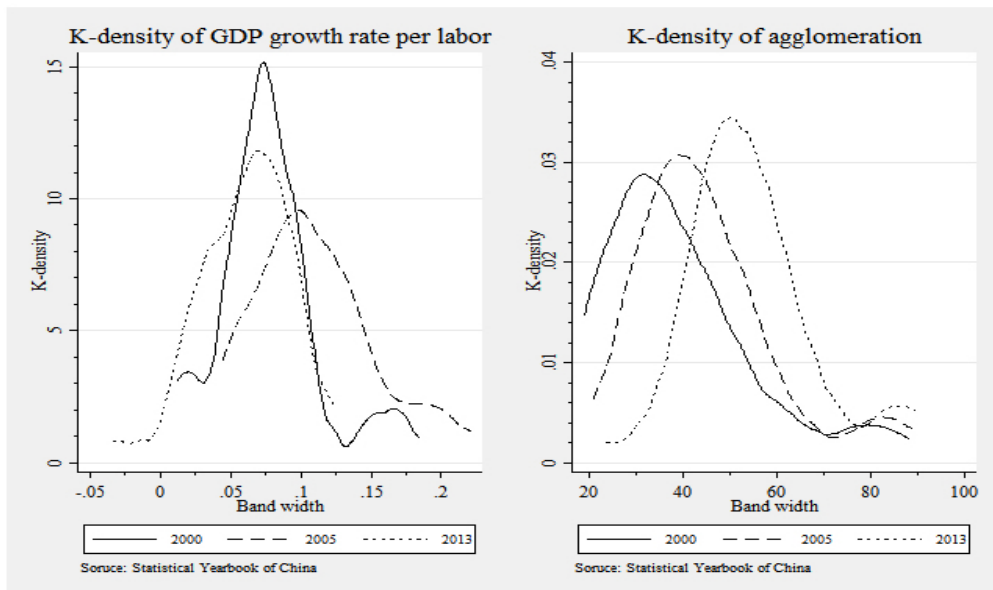 K-density of GDP growth rate per labor
K-density
15
10
5
0
-.05 0 .05 .1 .15 .2
Band width
2000 2005 2013
Soruce: Statistical Yearbook of China
K-density of agglomeration
K-density
.04
.03
.02
.01
0
20 40 60 80 100
Band width
2000 2005 2013
Soruce: Statistical Yearbook of China